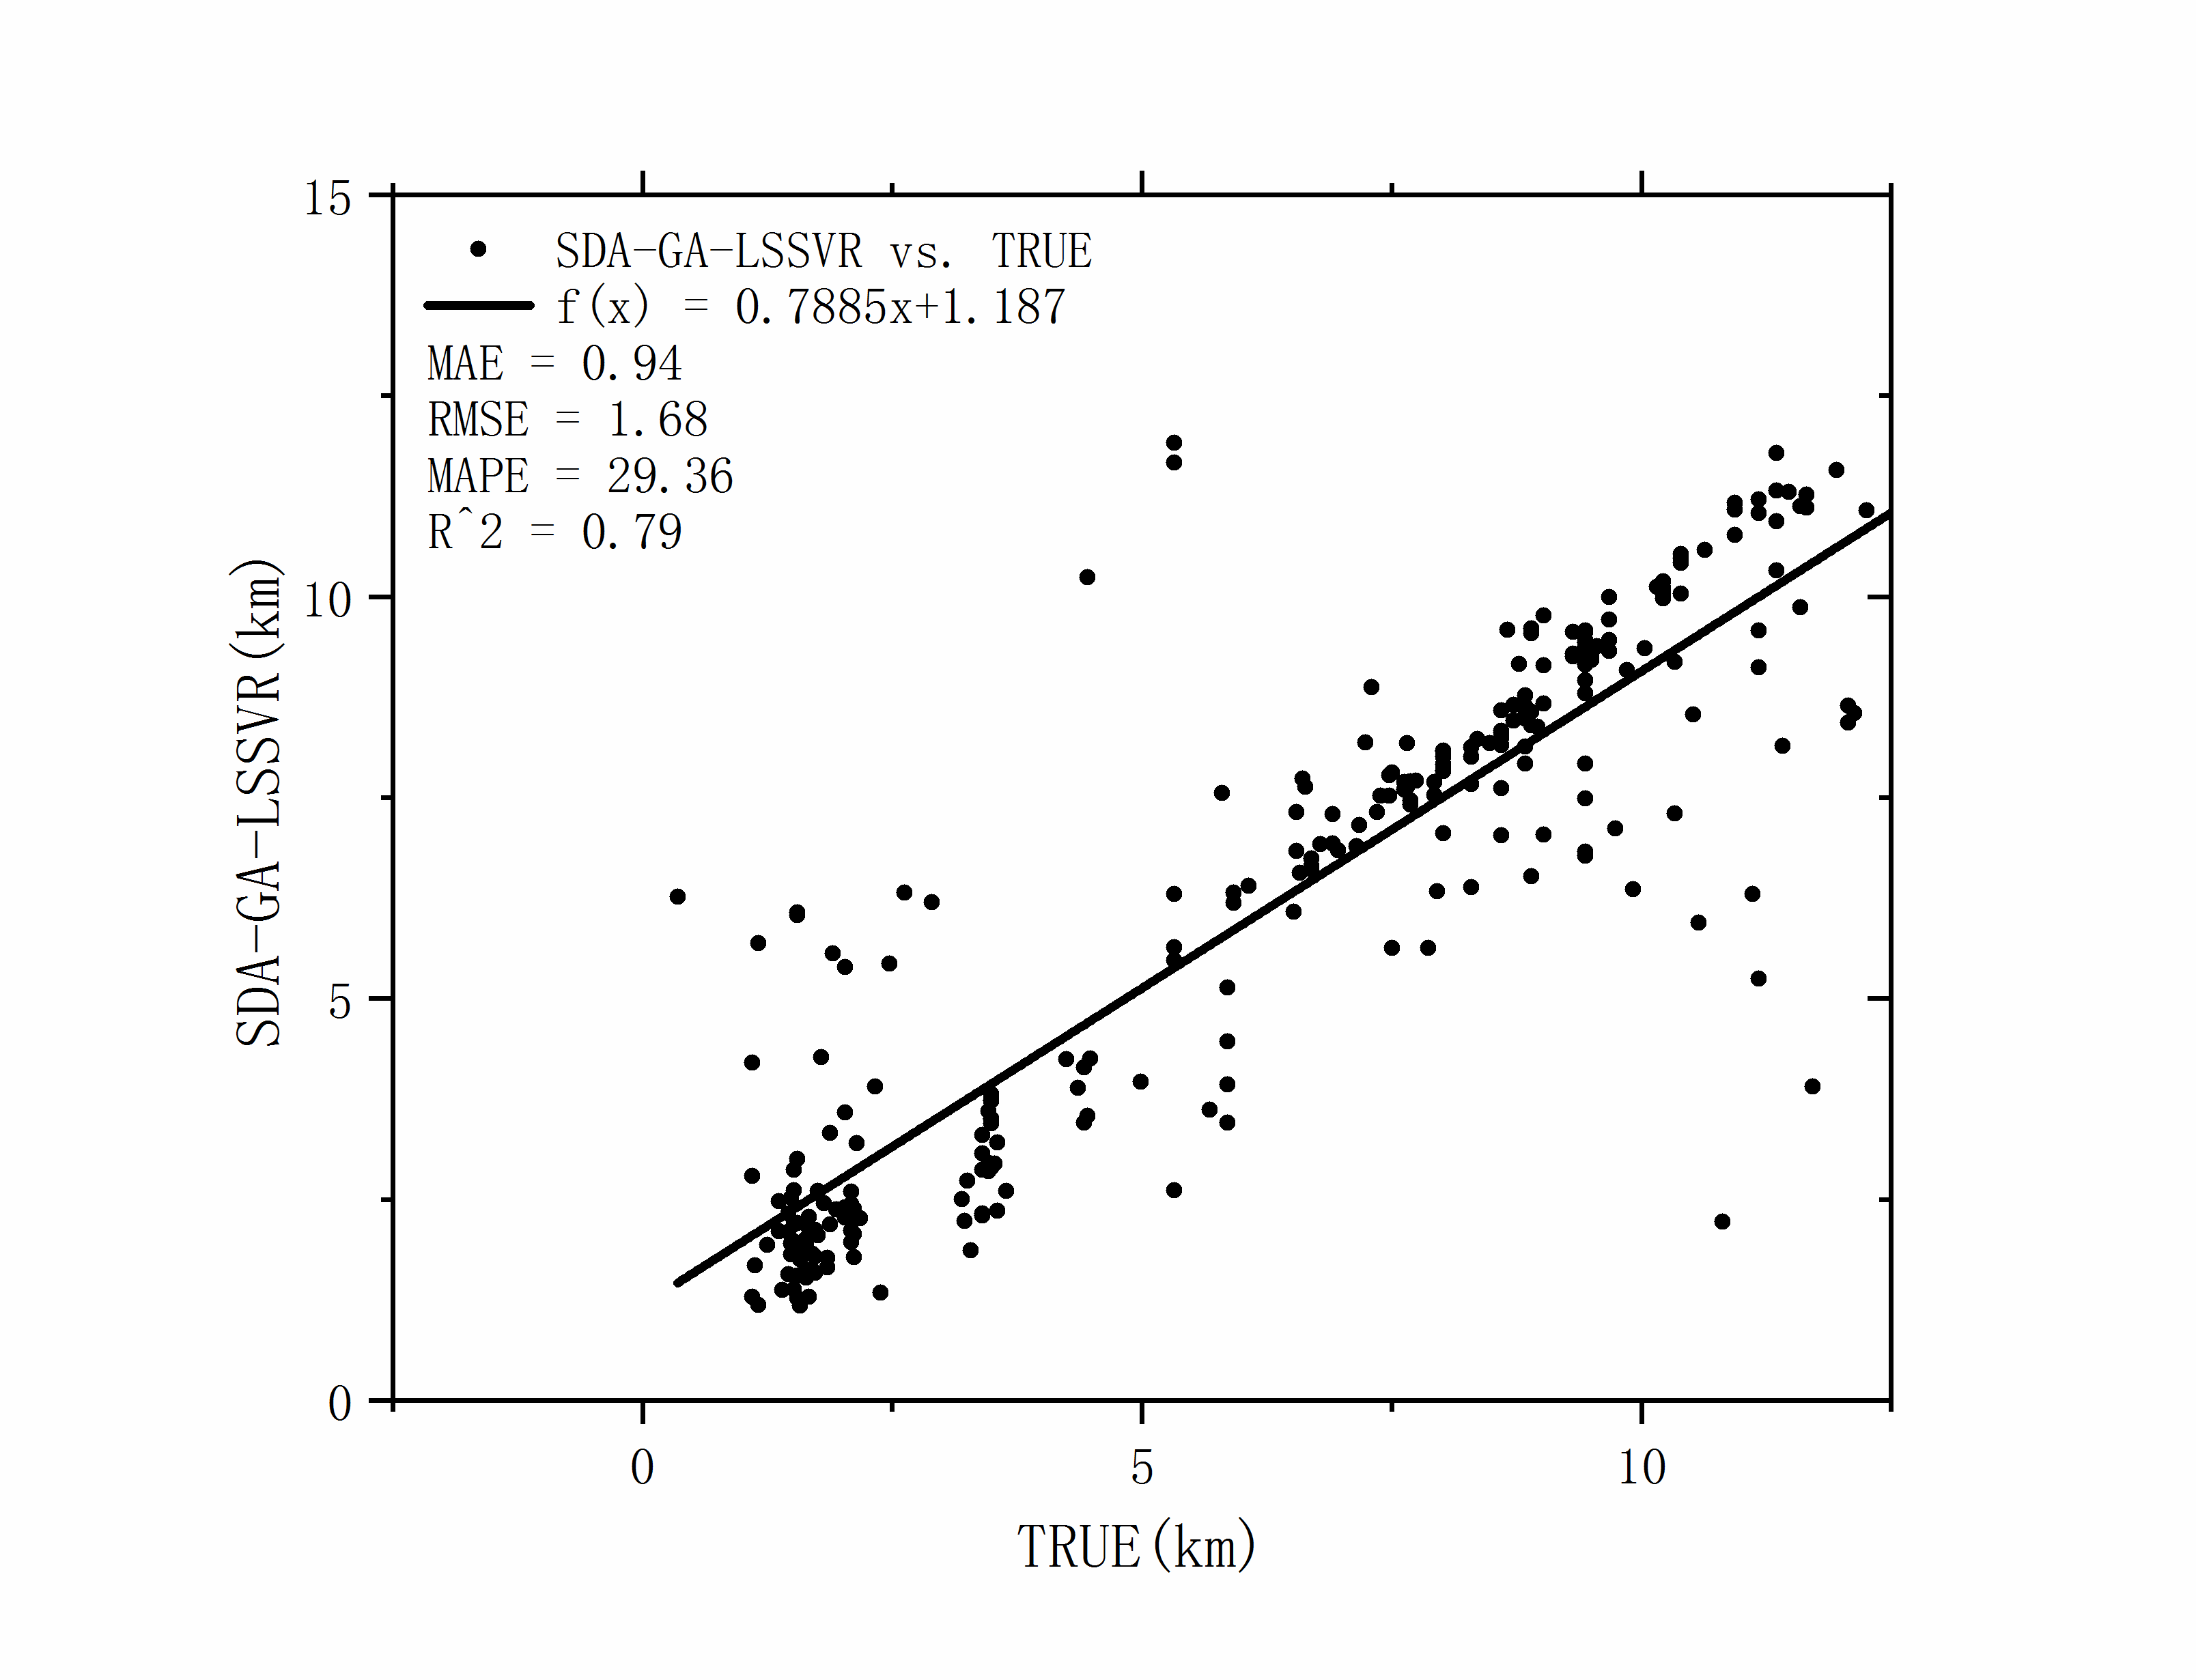 15
10
5
0
SDA-GA-LSSVR(km)
SDA-GA-LSSVR vs. TRUE
f(x) = 0.7885x+1.187
MAE = 0.94
RMSE = 1.68
MAPE = 29.36
R^2 = 0.79
0 5 10
TRUE(km)